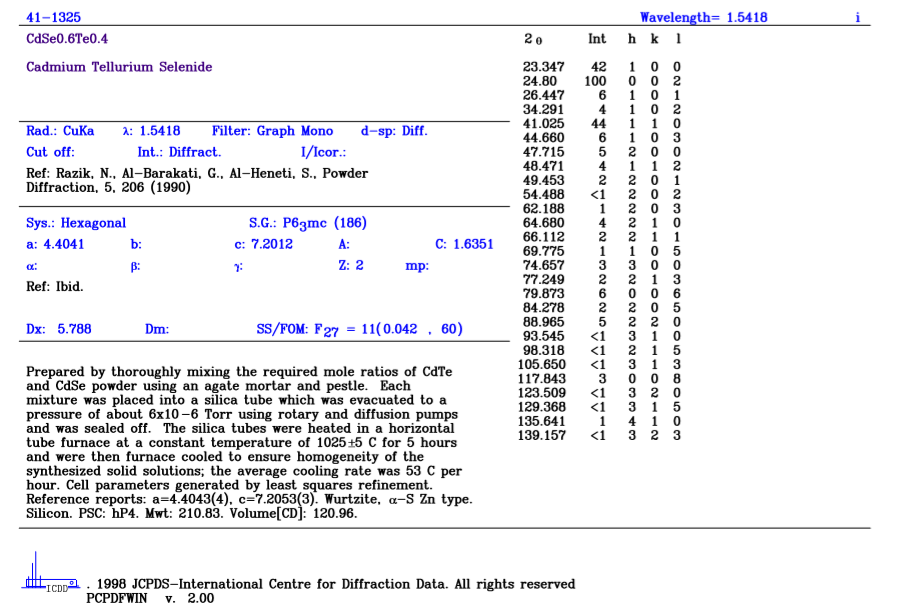 41-1325 Wavelength= 1.5418 i
CdSe0.6Te0.4
Cadmium Tellurium Selenide
Rad.: CuKa λ: 1.5418 Filter: Graph Mono d-sp: Diff.
Cut off: Int.: Diffract. I/Icor.:
Ref: Razik, N., Al-Barakati, G., Al-Heneti, S., Powder
Diffraction, 5, 206 (1990)
Sys.: Hexagonal S.G.: P63mc (186)
a: 4.4041 b: c: 7.2012 A: C: 1.6351
α: β: γ: Z: 2 mp:
Ref: Ibid.
Dx: 5.788 Dm: SS/FOM: F27 = 11(0.042 , 60)
Prepared by thoroughly mixing the required mole ratios of CdTe
and CdSe powder using an agate mortar and pestle. Each
mixture was placed into a silica tube which was evacuated to a
pressure of about 6x10-6 Torr using rotary and diffusion pumps
and was sealed off. The silica tubes were heated in a horizontal
tube furnace at a constant temperature of 1025±5 C for 5 hours
and were then furnace cooled to ensure homogeneity of the
synthesized solid solutions; the average cooling rate was 53 C per
hour. Cell parameters generated by least squares refinement.
Reference reports: a=4.4043(4), c=7.2053(3). Wurtzite, α-S Zn type.
Silicon. PSC: hP4. Mwt: 210.83. Volume[CD]: 120.96.
2θ Int h k l
23.347 42 1 0 0
24.80 100 0 0 2
26.447 6 1 0 1
34.291 4 1 0 2
41.025 44 1 1 0
44.660 6 1 0 3
47.715 5 2 0 0
48.471 4 1 1 2
49.453 2 2 0 1
54.488 <1 2 0 2
62.188 1 2 0 3
64.680 4 2 1 0
66.112 2 2 1 1
69.775 1 1 0 5
74.657 3 3 0 0
77.249 2 2 1 3
79.873 6 0 0 6
84.278 2 2 0 5
88.965 5 2 2 0
93.545 <1 3 1 0
98.318 <1 2 1 5
105.650 <1 3 1 3
117.843 3 0 0 8
123.509 <1 3 2 0
129.368 <1 3 1 5
135.641 1 4 1 0
139.157 <1 3 2 3
ICDD . 1998 JCPDS-International Centre for Diffraction Data. All rights reserved
PCPDFWIN v. 2.00